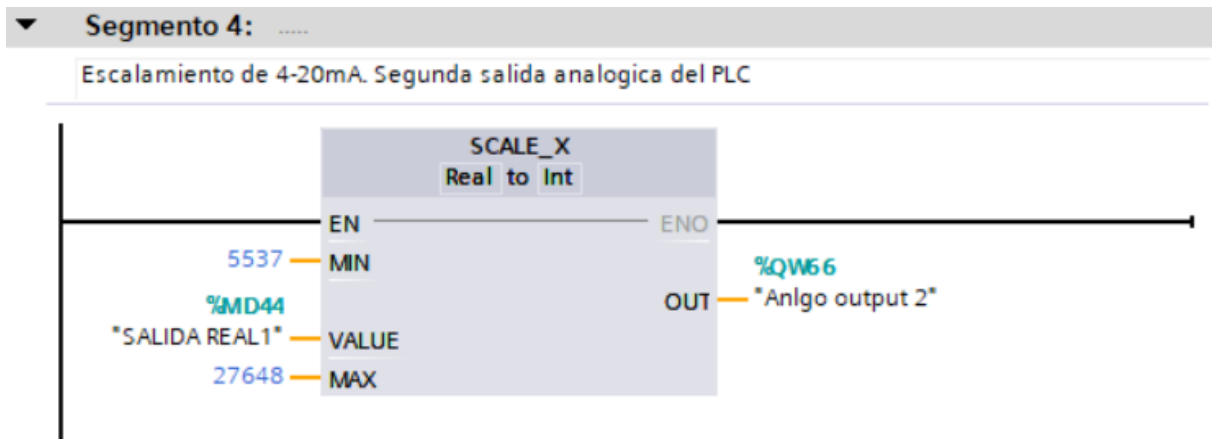 Segmento 4: .....
Escalamiento de 4-20mA. Segunda salida analogica del PLC
SCALE_X
Real to Int
EN ENO
5537 MIN
%QW66
%MD44
OUT "Anlgo output 2"
"SALIDA REAL1" VALUE
27648 MAX